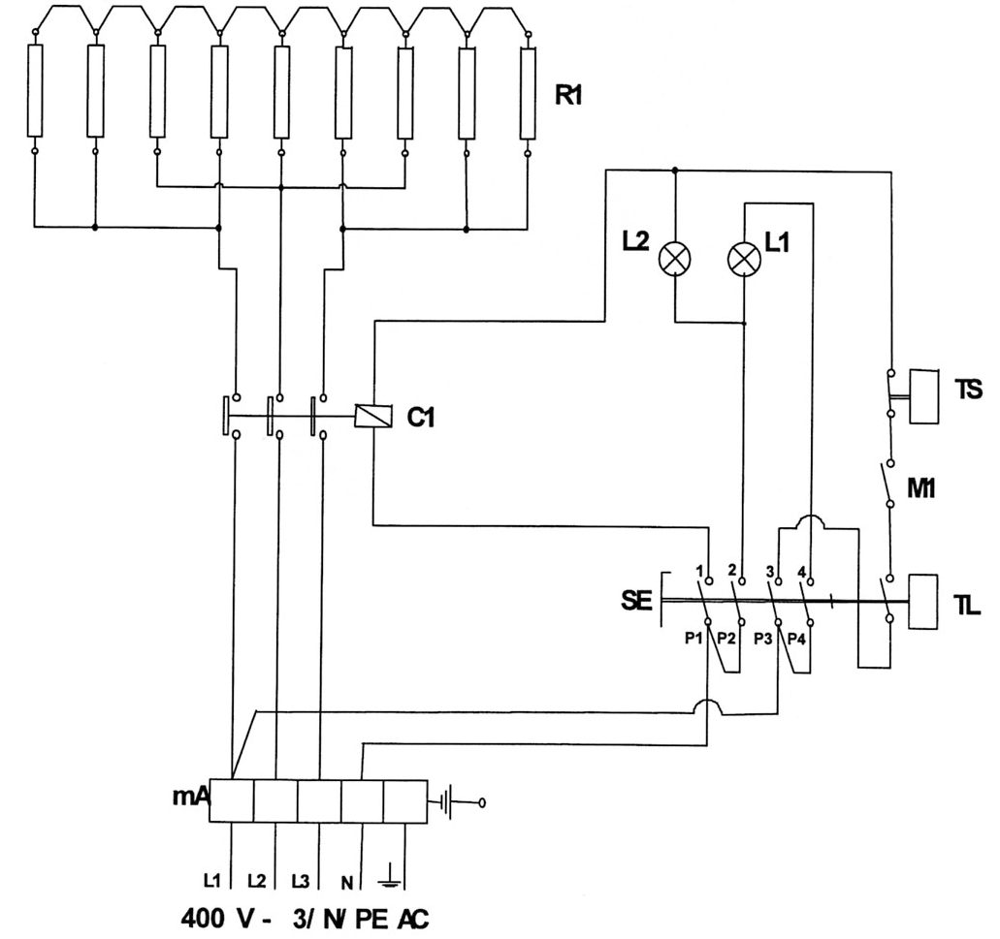 R1
L2
L1
TS
C1
M1
1 2 3 4
SE
TL
P1 P2 P3 P4
mA
L1 L2 L3 N
400 V - 3/ N/ PE AC